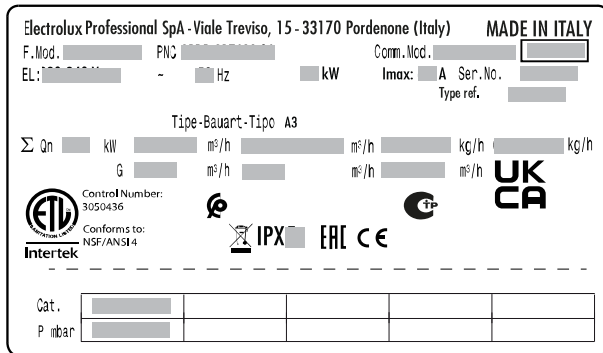 Electrolux Professional SpA - Viale Treviso, 15 - 33170 Pordenone (Italy) MADE IN ITALY
F.Mod. PNC Comm.Mod.
EL: ~ Hz kW Imax: A Ser.No.
Type ref.
Tipe-Bauart-Tipo A3
Σ Qn kW m³/h m³/h kg/h kg/h
G m³/h m³/h
UK
CA
ETL
Control Number:
3050436
Conforms to:
NSF/ANSI 4
Intertek
IPX EAC CE
Cat.
P mbar